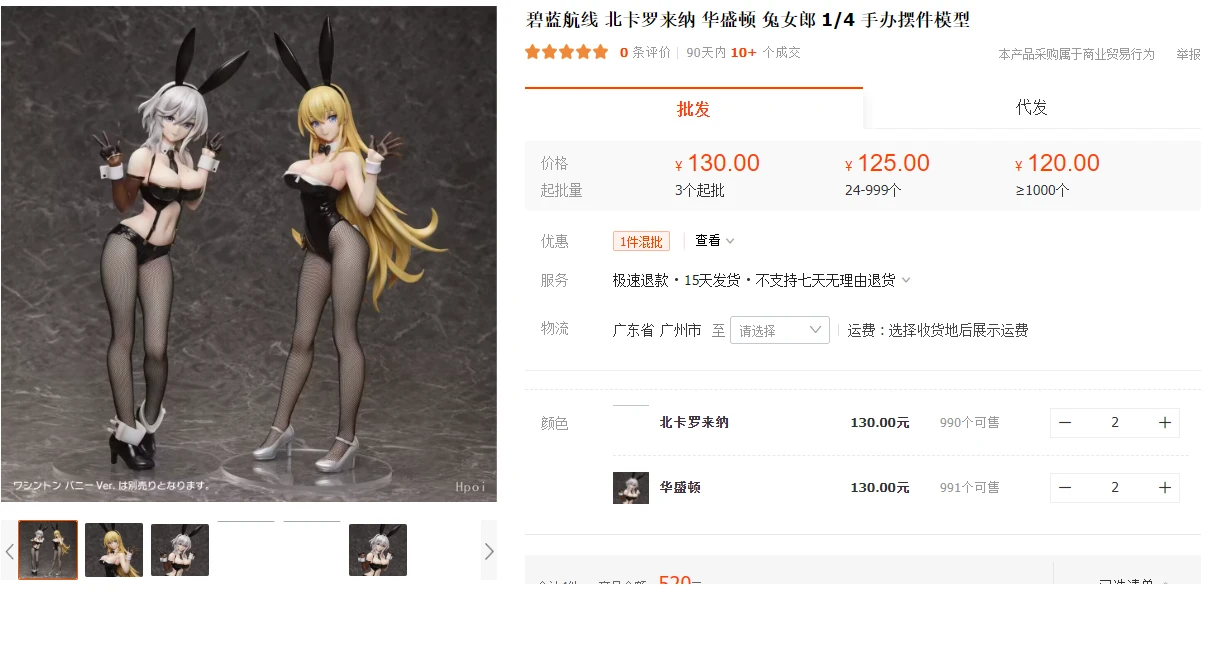 碧蓝航线 北卡罗来纳 华盛顿 兔女郎 1/4 手办摆件模型
0 条评价 90天内 10+ 个成交
本产品采购属于商业贸易行为 举报
批发 代发
价格 ¥ 130.00 ¥ 125.00 ¥ 120.00
起批量 3个起批 24-999个 ≥1000个
优惠 1件混批 查看
服务 极速退款・15天发货・不支持七天无理由退货
物流 广东省 广州市 至 请选择 运费：选择收货地后展示运费
颜色 北卡罗来纳 130.00元 990个可售 － 2 ＋
华盛顿 130.00元 991个可售 － 2 ＋
ワシントン バニーVer. は別売りとなります。
Hpoi
520